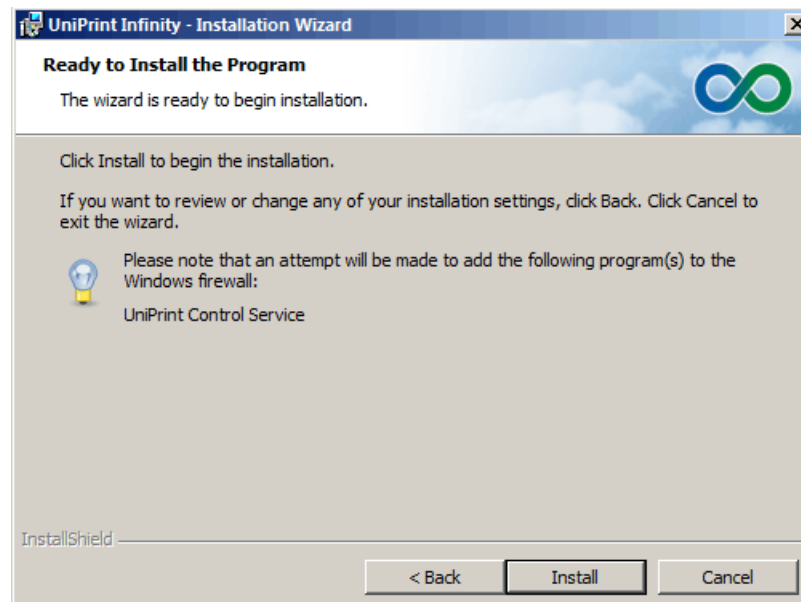 UniPrint Infinity - Installation Wizard
Ready to Install the Program
The wizard is ready to begin installation.
Click Install to begin the installation.
If you want to review or change any of your installation settings, click Back. Click Cancel to
exit the wizard.
Please note that an attempt will be made to add the following program(s) to the
Windows firewall:
UniPrint Control Service
InstallShield
< Back
Install
Cancel